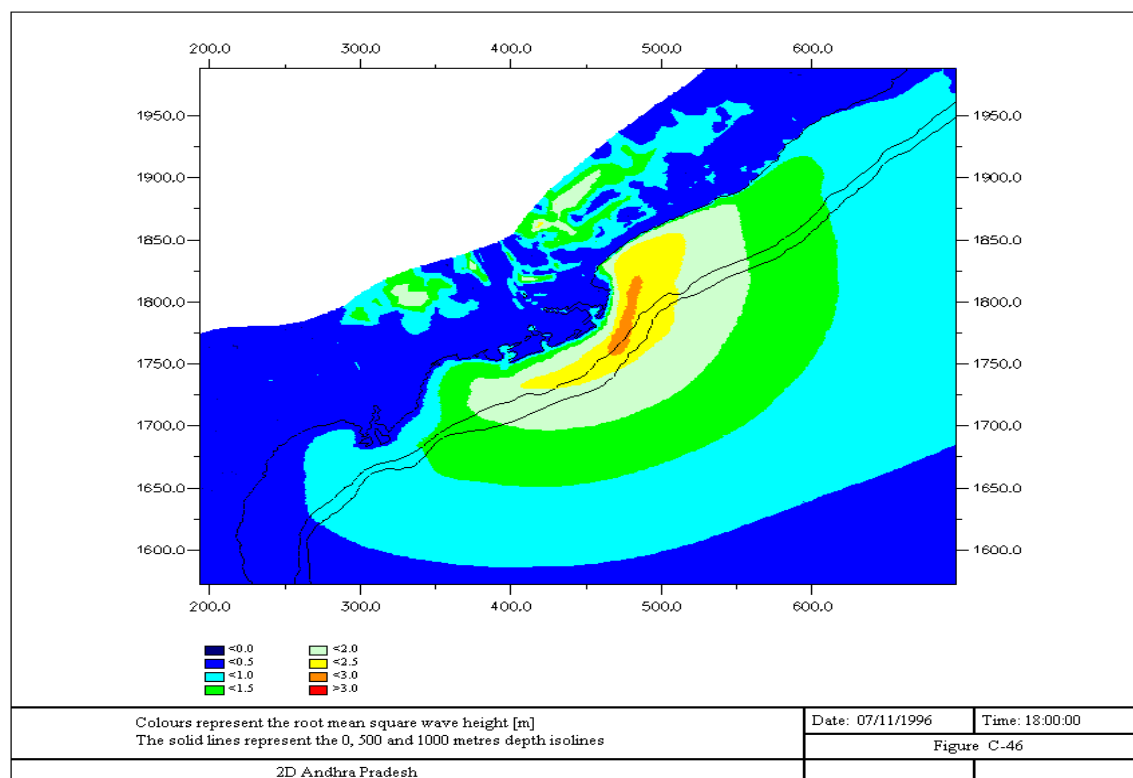 200.0 300.0 400.0 500.0 600.0
1950.0 1950.0
1900.0 1900.0
1850.0 1850.0
1800.0 1800.0
1750.0 1750.0
1700.0 1700.0
1650.0 1650.0
1600.0 1600.0
200.0 300.0 400.0 500.0 600.0
<0.0 <2.0
<0.5 <2.5
<1.0 <3.0
<1.5 >3.0
Colours represent the root mean square wave height [m]
The solid lines represent the 0, 500 and 1000 metres depth isolines
Date: 07/11/1996 Time: 18:00:00
Figure C-46
2D Andhra Pradesh